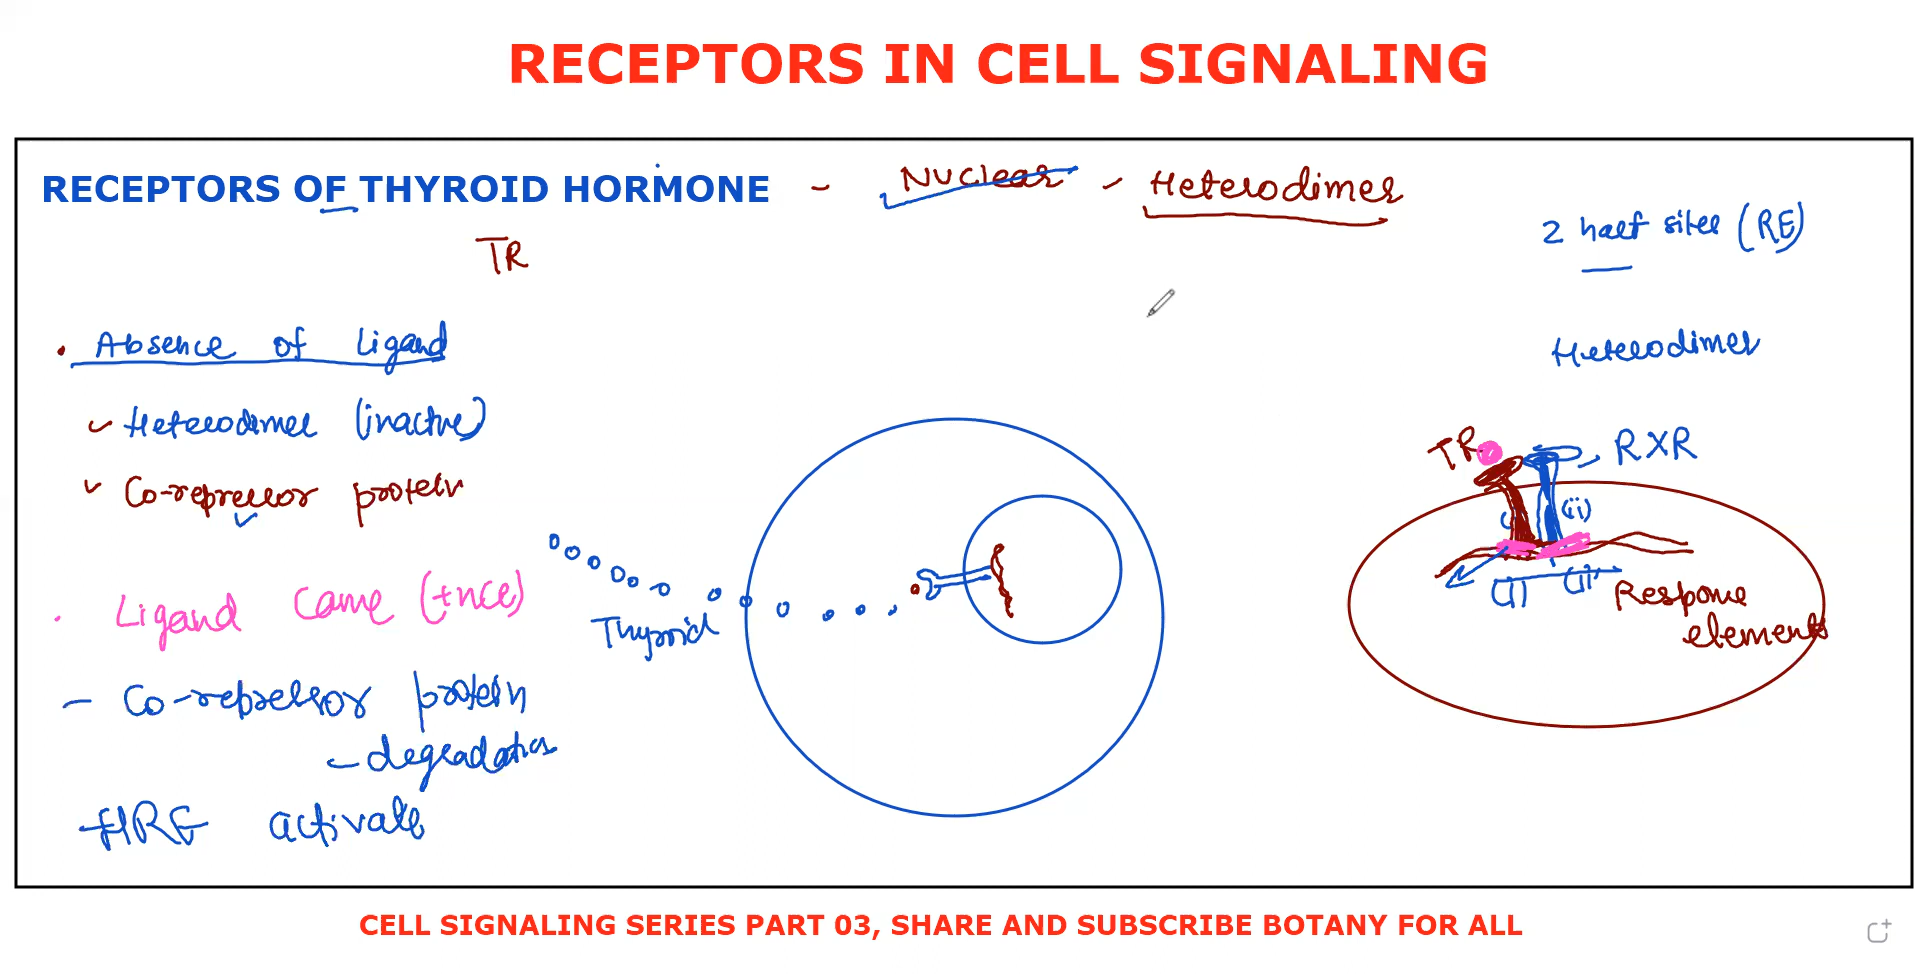 RECEPTORS IN CELL SIGNALING
RECEPTORS OF THYROID HORMONE - Nuclear - Heterodimer
TR
2 half sites (RE)
Absence of Ligand
Heterodimer (inactive)
Co-repressor protein
Ligand Came (+nce)
- Co-repressor protein
- degradation
- HRE activate
Thyroid
Heterodimer
TR
RXR
(ii)
(i) (ii)
Response
elements
CELL SIGNALING SERIES PART 03, SHARE AND SUBSCRIBE BOTANY FOR ALL